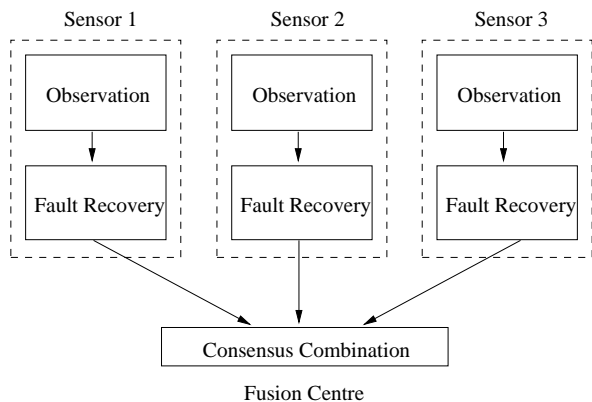 Sensor 1
Sensor 2
Sensor 3
Observation
Observation
Observation
Fault Recovery
Fault Recovery
Fault Recovery
Consensus Combination
Fusion Centre